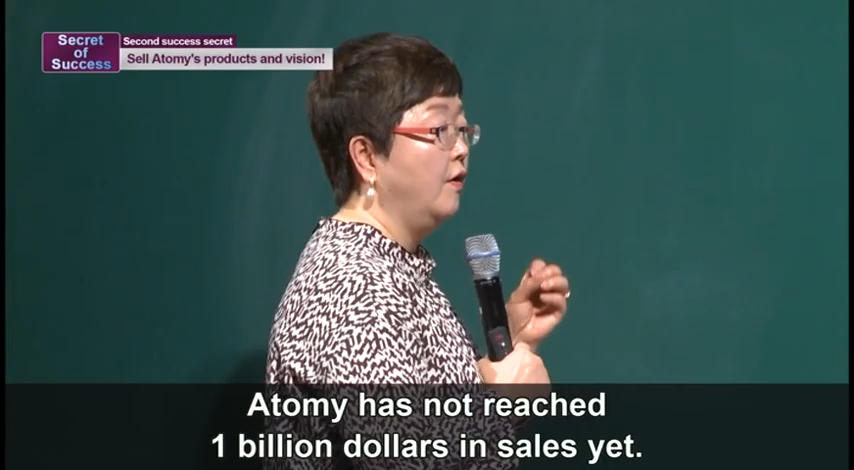 Secret
of
Success
Second success secret
Sell Atomy's products and vision!
Atomy has not reached
1 billion dollars in sales yet.